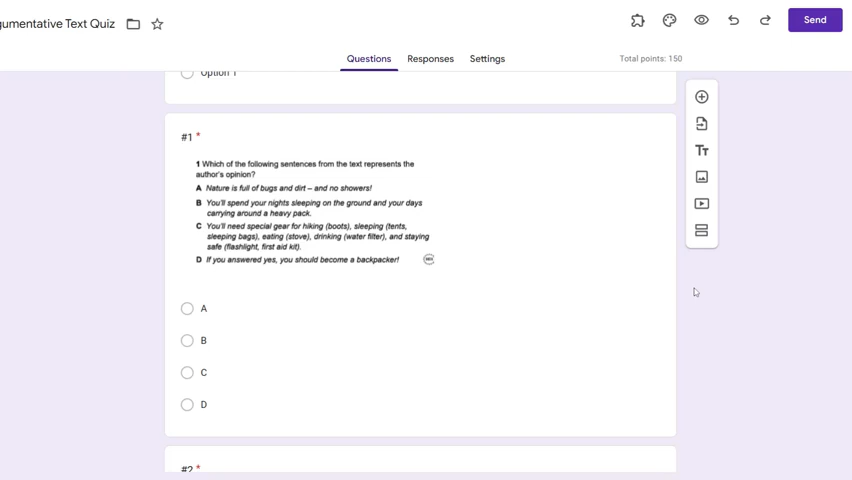 gumentative Text Quiz
Send
Questions Responses Settings Total points: 150
Option 1
#1 *
1 Which of the following sentences from the text represents the
author's opinion?
A Nature is full of bugs and dirt – and no showers!
B You'll spend your nights sleeping on the ground and your days
carrying around a heavy pack.
C You'll need special gear for hiking (boots), sleeping (tents,
sleeping bags), eating (stove), drinking (water filter), and staying
safe (flashlight, first aid kit).
D If you answered yes, you should become a backpacker!
A
B
C
D
#2 *